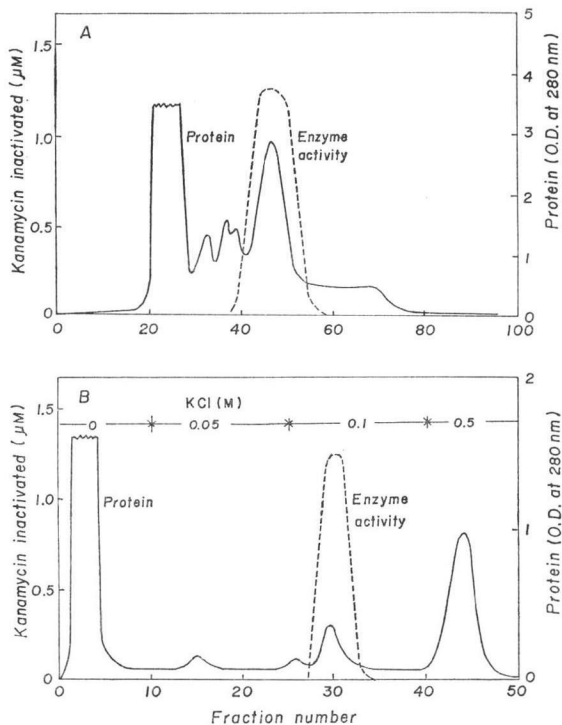 A
Kanamycin inactivated (μM)
1.5
1.0
0.5
0
Protein
Enzyme
activity
5
4
3
2
1
0
Protein (O.D. at 280 nm)
0 20 40 60 80 100
B
Kanamycin inactivated (μM)
1.5
1.0
0.5
0
KCl (M)
0 0.05 0.1 0.5
Protein
Enzyme
activity
2
1
0
Protein (O.D. at 280 nm)
0 10 20 30 40 50
Fraction number